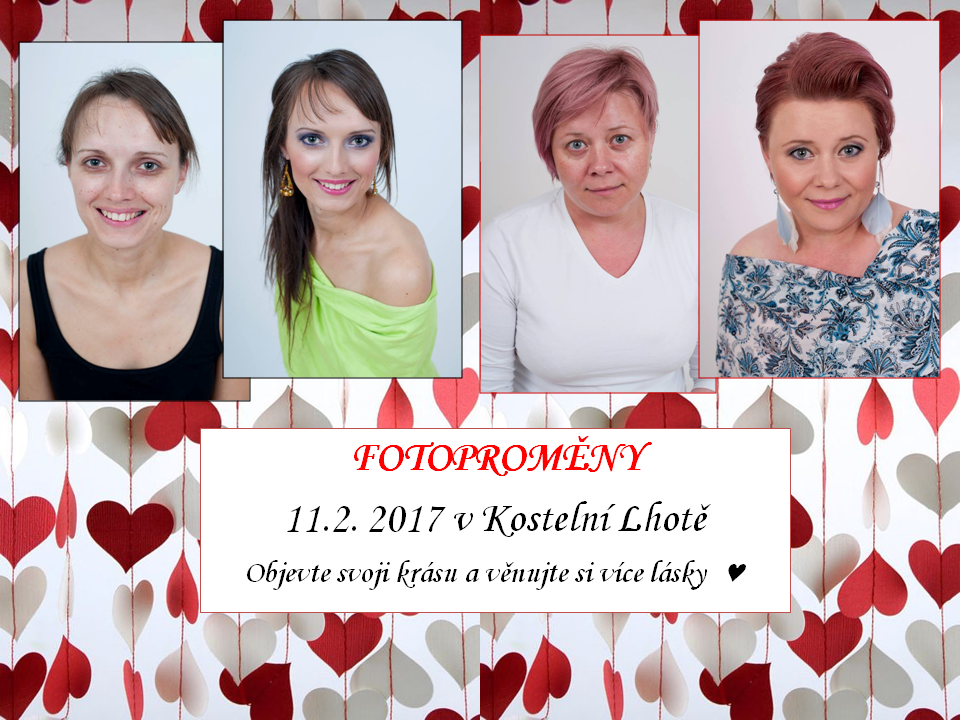 FOTOPROMĚNY
11.2. 2017 v Kostelní Lhotě
Objevte svoji krásu a věnujte si více lásky ♥